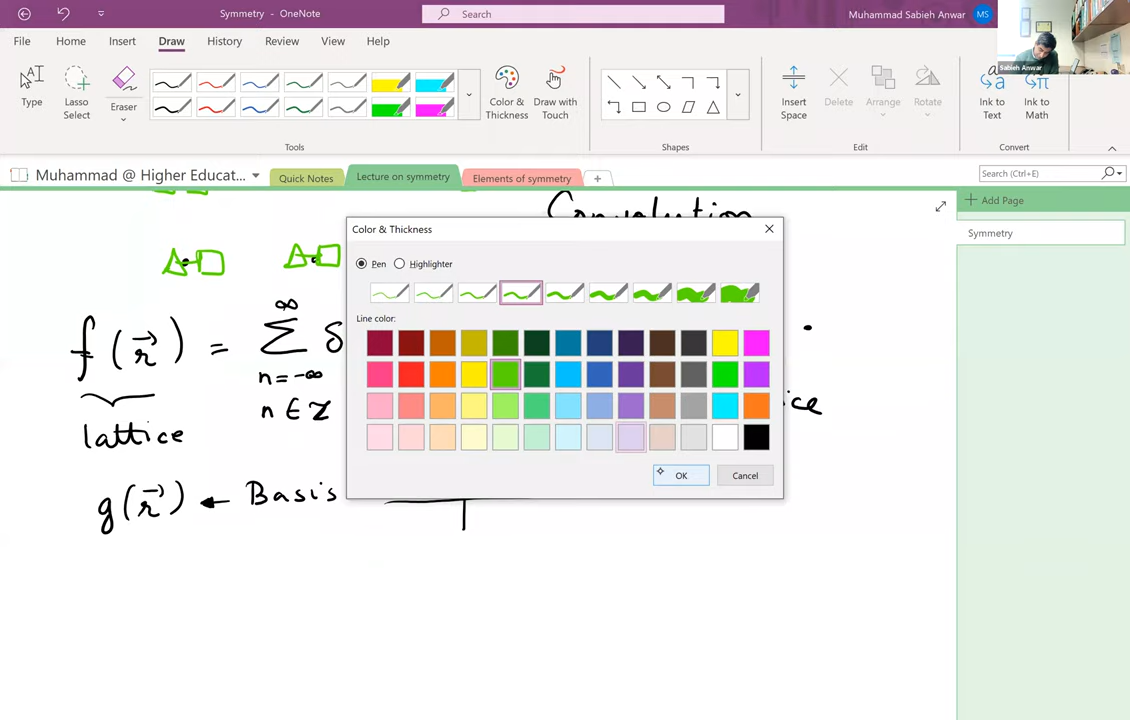 Symmetry - OneNote
Search
Muhammad Sabieh Anwar
MS
Sabieh Anwar
File Home Insert Draw History Review View Help
Type
Lasso Select
Eraser
Color & Thickness
Draw with Touch
Insert Space
Delete
Arrange
Rotate
Ink to Text
Ink to Math
Tools
Shapes
Edit
Convert
Muhammad @ Higher Educat...
Quick Notes
Lecture on symmetry
Elements of symmetry
Search (Ctrl+E)
Add Page
Symmetry
Convolution
Color & Thickness
Pen
Highlighter
Line color:
OK
Cancel
f(r⃗) = ∑ δ
∞
n=-∞
n ∈ Z
lattice
g(r⃗) ← Basis